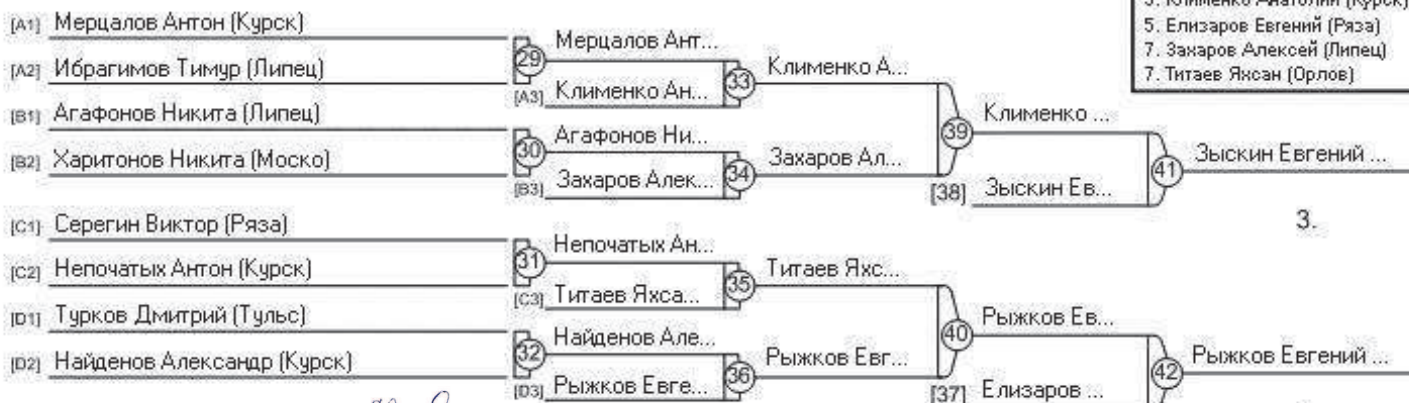 3. Клименко Анатолий (Курск)
5. Елизаров Евгений (Ряза)
7. Захаров Алексей (Липец)
7. Титаев Яхсан (Орлов)
[A1] Мерцалов Антон (Курск)
[A2] Ибрагимов Тимур (Липец)
[B1] Агафонов Никита (Липец)
[B2] Харитонов Никита (Моско)
[C1] Серегин Виктор (Ряза)
[C2] Непочатых Антон (Курск)
[D1] Турков Дмитрий (Тульс)
[D2] Найденов Александр (Курск)
29 Мерцалов Ант...
[A3] Клименко Ан...
30 Агафонов Ни...
[B3] Захаров Алек...
31 Непочатых Ан...
[C3] Титаев Яхса...
32 Найденов Але...
[D3] Рыжков Евге...
33 Клименко А...
34 Захаров Ал...
35 Титаев Яхс...
36 Рыжков Евг...
39 Клименко ...
[38] Зыскин Ев...
40 Рыжков Ев...
[37] Елизаров ...
41 Зыскин Евгений ...
3.
42 Рыжков Евгений ...